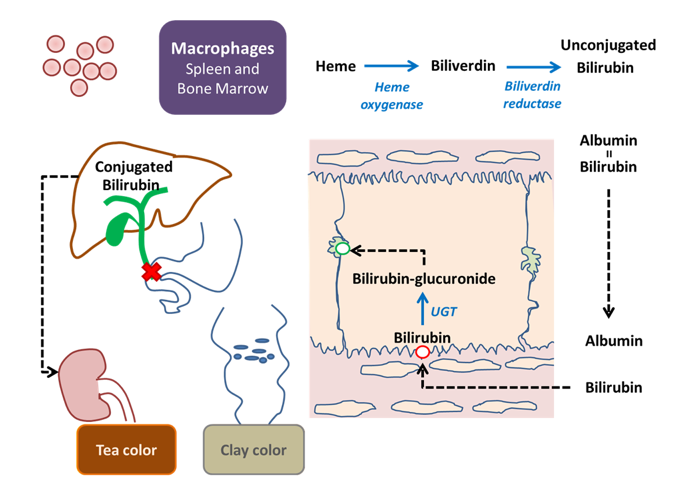 Macrophages
Spleen and
Bone Marrow
Heme
Heme
oxygenase
Biliverdin
Biliverdin
reductase
Unconjugated
Bilirubin
Conjugated
Bilirubin
Albumin
=
Bilirubin
Bilirubin-glucuronide
UGT
Bilirubin
Albumin
Bilirubin
Tea color
Clay color